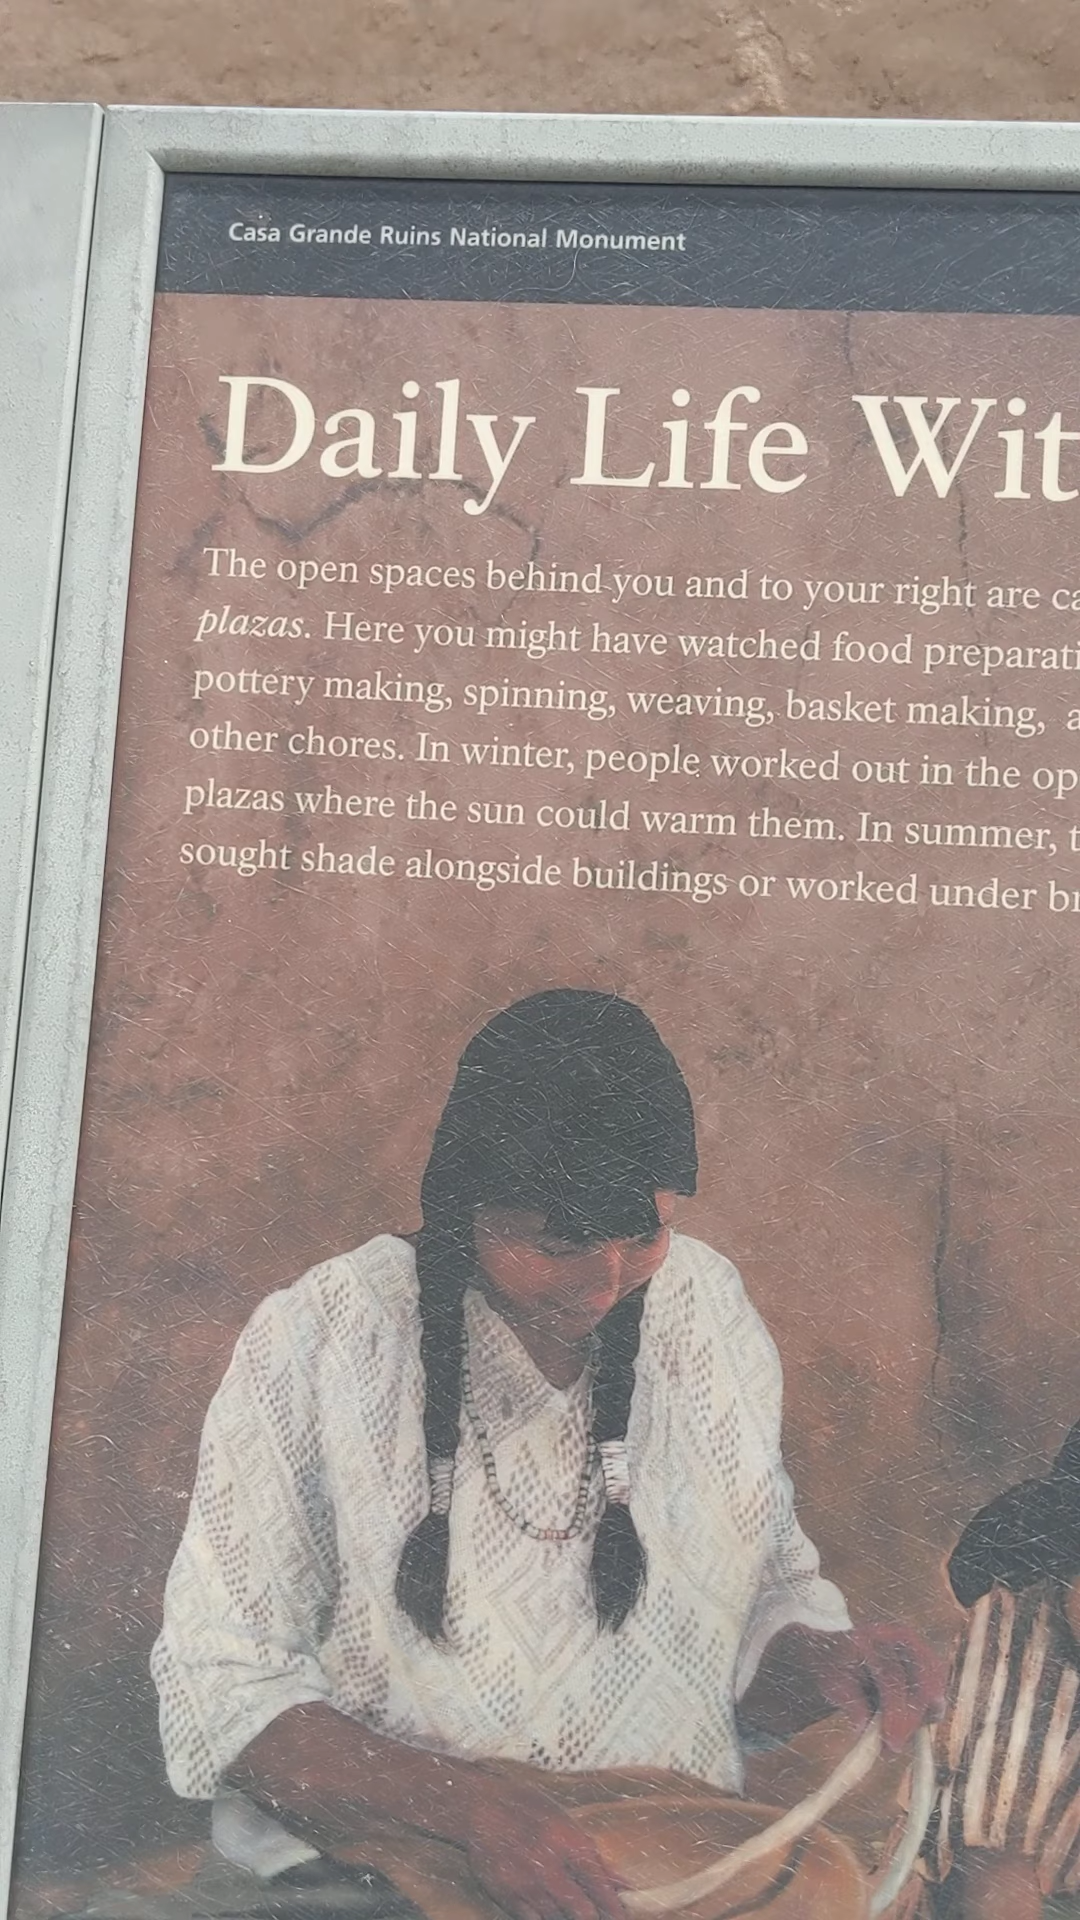 Casa Grande Ruins National Monument
Daily Life Wit
The open spaces behind you and to your right are ca
plazas. Here you might have watched food preparati
pottery making, spinning, weaving, basket making, a
other chores. In winter, people worked out in the op
plazas where the sun could warm them. In summer, t
sought shade alongside buildings or worked under br